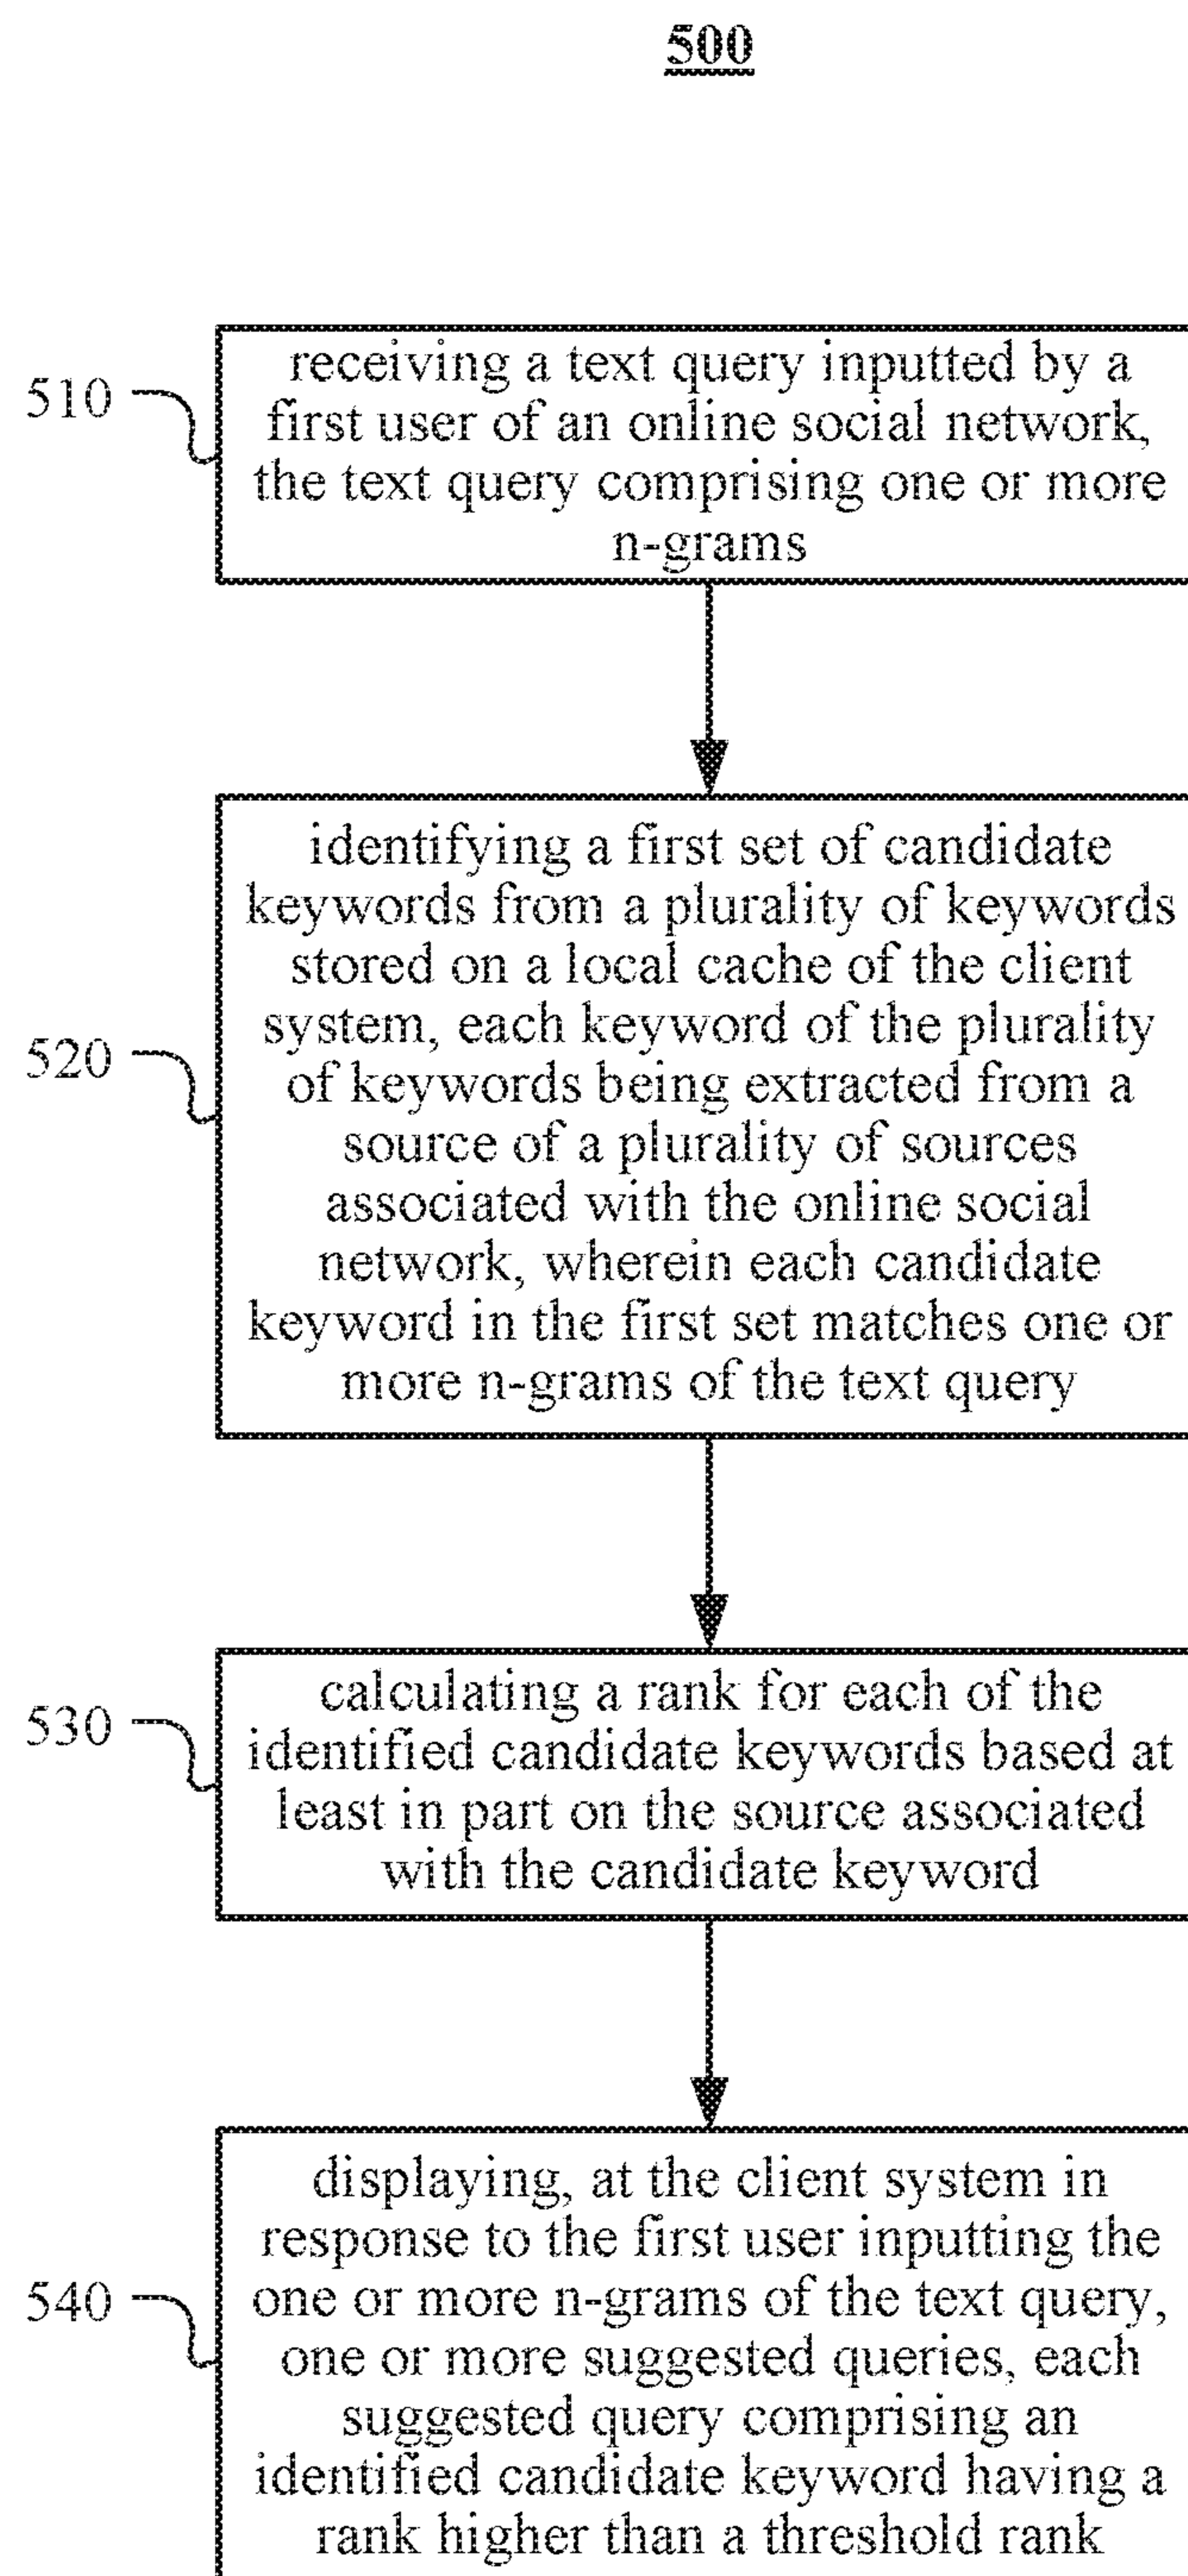 500
510
receiving a text query inputted by a
first user of an online social network,
the text query comprising one or more
n-grams
520
identifying a first set of candidate
keywords from a plurality of keywords
stored on a local cache of the client
system, each keyword of the plurality
of keywords being extracted from a
source of a plurality of sources
associated with the online social
network, wherein each candidate
keyword in the first set matches one or
more n-grams of the text query
530
calculating a rank for each of the
identified candidate keywords based at
least in part on the source associated
with the candidate keyword
540
displaying, at the client system in
response to the first user inputting the
one or more n-grams of the text query,
one or more suggested queries, each
suggested query comprising an
identified candidate keyword having a
rank higher than a threshold rank